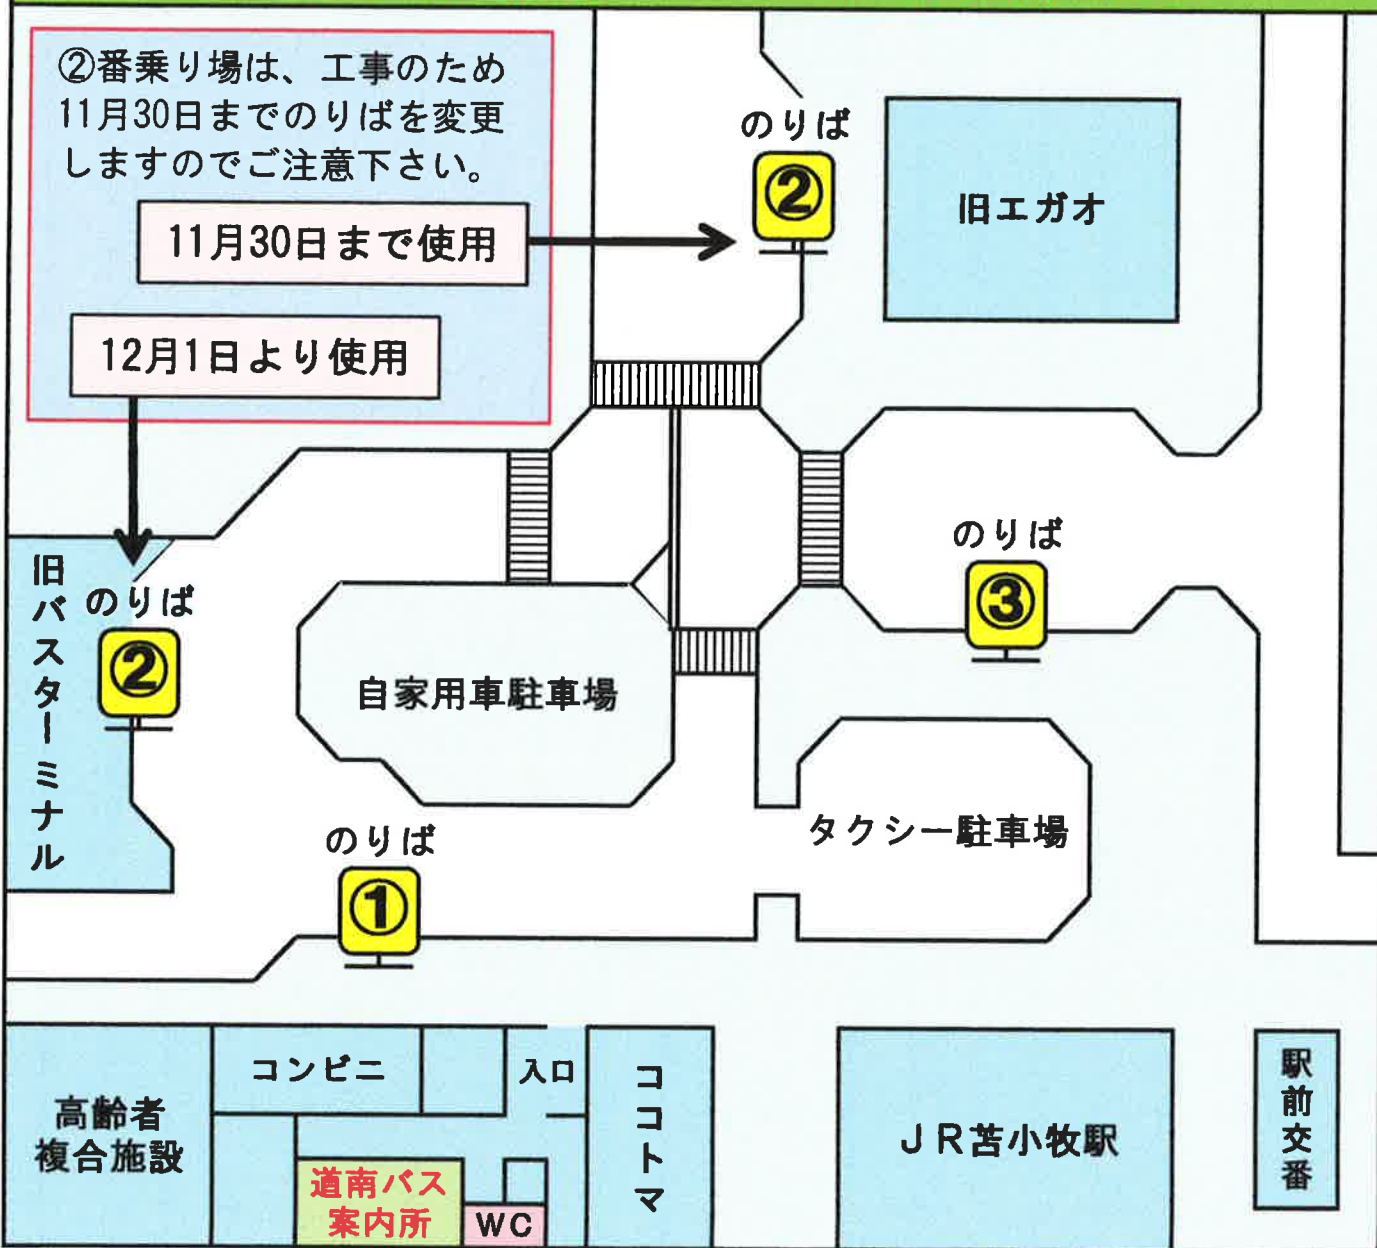 ②番乗り場は、工事のため
11月30日までのりばを変更
しますのでご注意下さい。
11月30日まで使用
12月1日より使用
のりば
②
旧エガオ
旧バスターミナル
のりば
②
のりば
③
自家用車駐車場
タクシー駐車場
のりば
①
高齢者
複合施設
コンビニ
入口
道南バス
案内所
WC
ココトマ
JR苫小牧駅
駅前交番